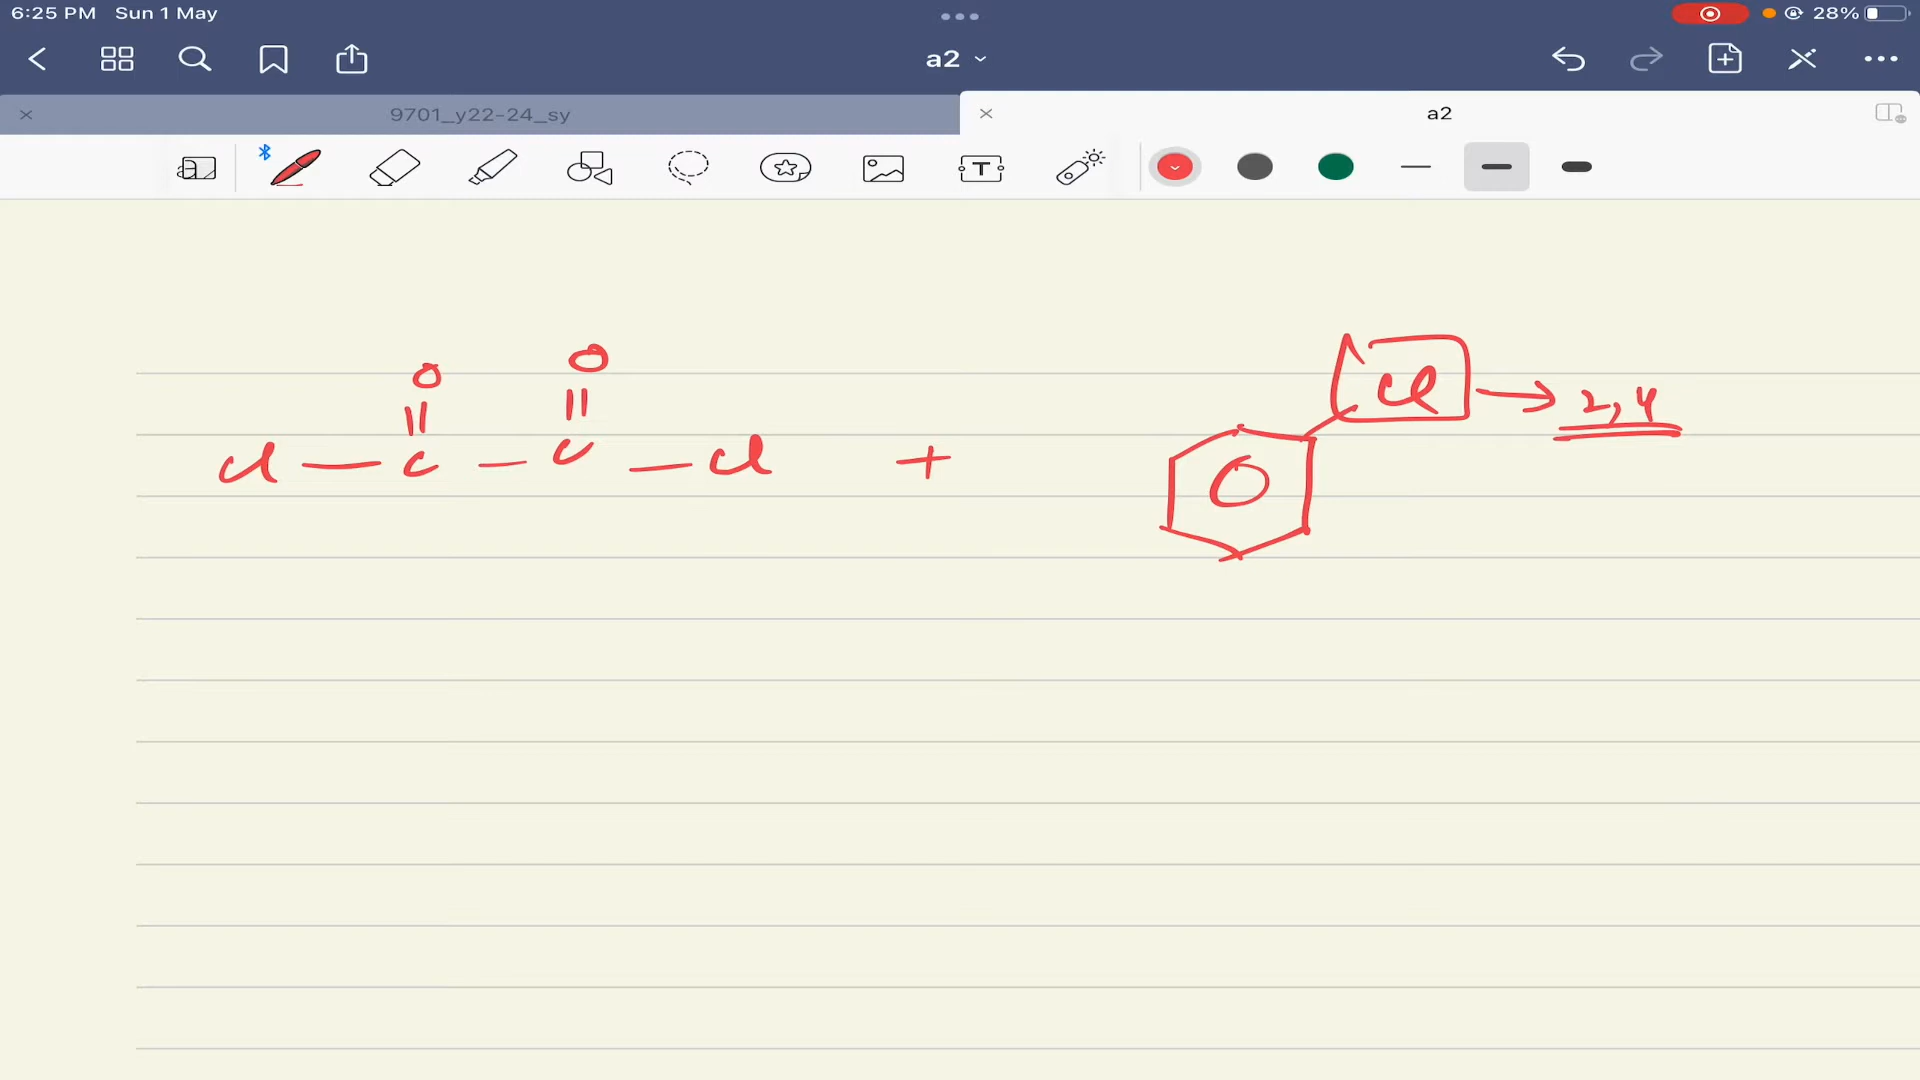 6:25 PM Sun 1 May
28%
a2
9701_y22-24_sy
a2
T
O O
|| ||
Cl — C — C — Cl +
Cl → 2,4